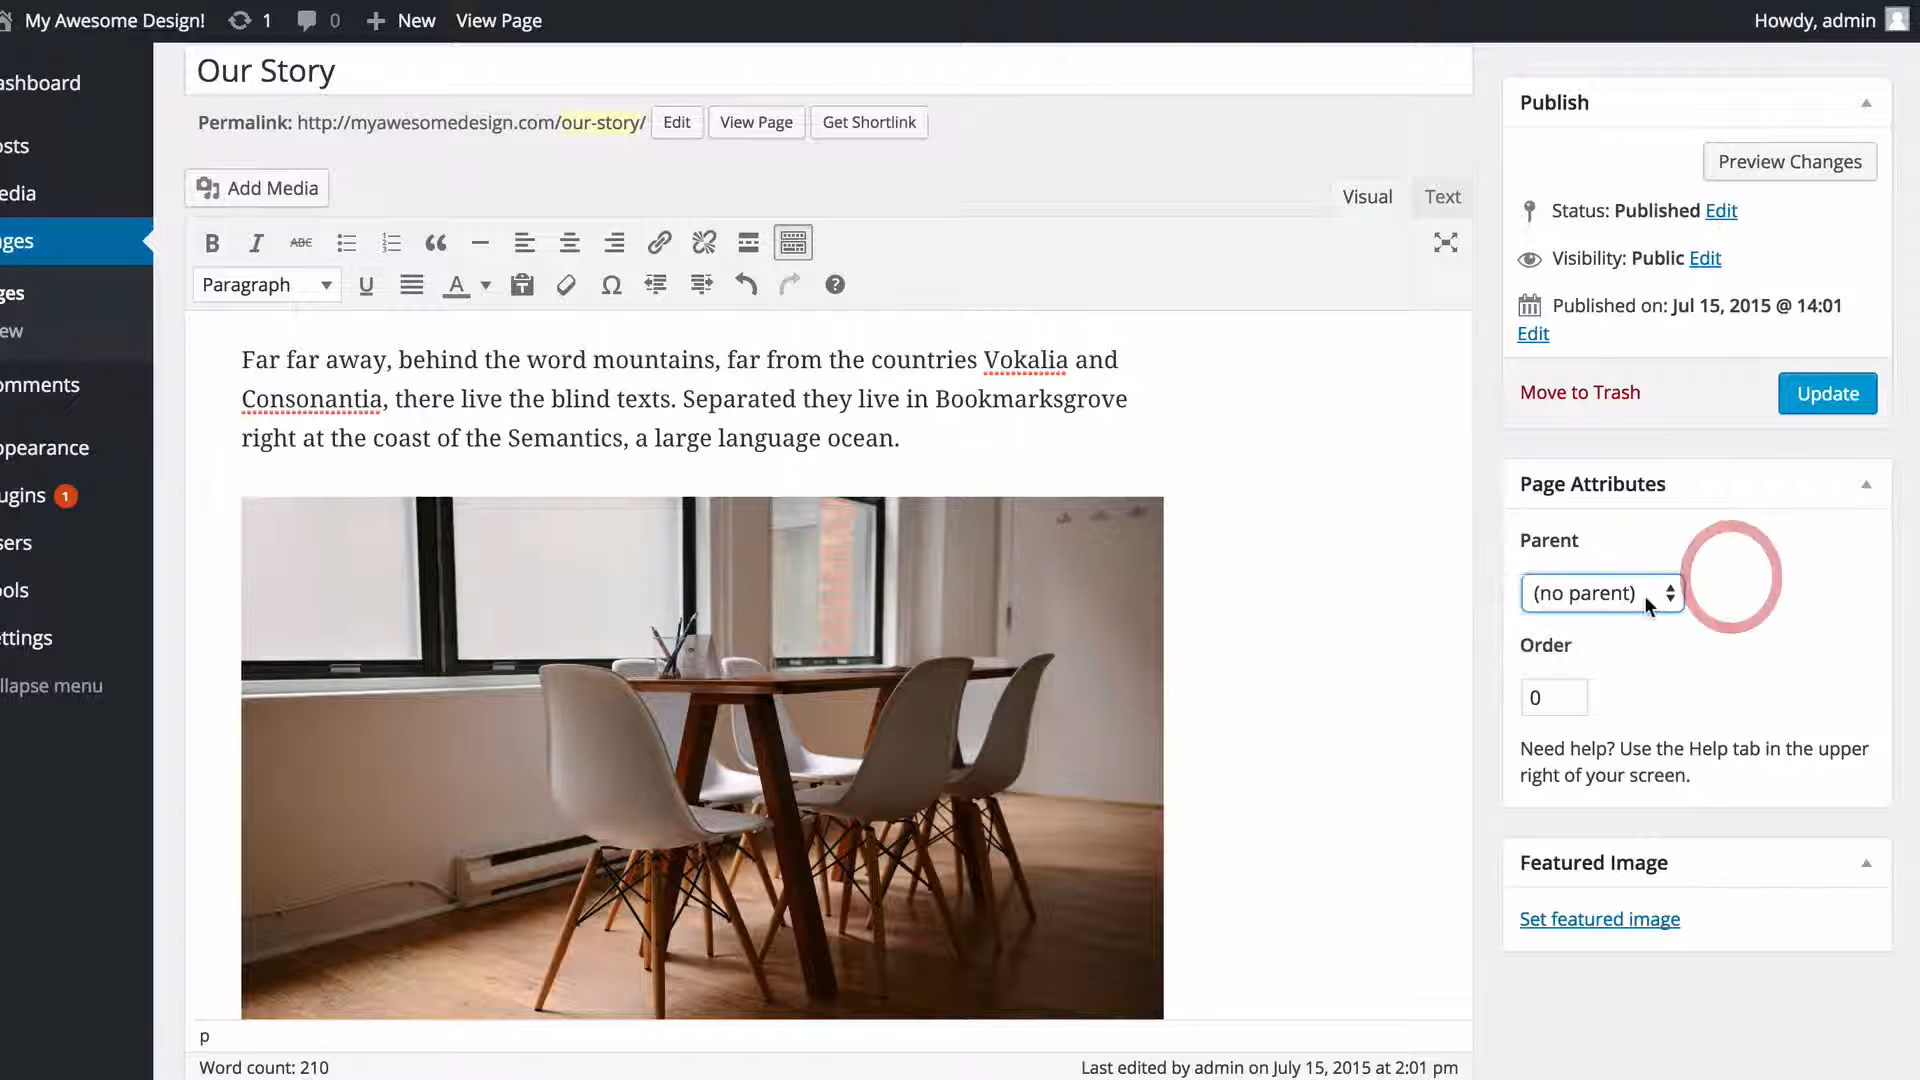 My Awesome Design! 1 0 New View Page Howdy, admin
ashboard
osts
edia
ges
ges
ew
omments
ppearance
ugins 1
sers
ols
ettings
llapse menu
Our Story
Permalink: http://myawesomedesign.com/our-story/ Edit View Page Get Shortlink
Add Media
Visual Text
B I ABC
Paragraph U A
Far far away, behind the word mountains, far from the countries Vokalia and
Consonantia, there live the blind texts. Separated they live in Bookmarksgrove
right at the coast of the Semantics, a large language ocean.
p
Word count: 210 Last edited by admin on July 15, 2015 at 2:01 pm
Publish
Preview Changes
Status: Published Edit
Visibility: Public Edit
Published on: Jul 15, 2015 @ 14:01
Edit
Move to Trash Update
Page Attributes
Parent
(no parent)
Order
0
Need help? Use the Help tab in the upper
right of your screen.
Featured Image
Set featured image